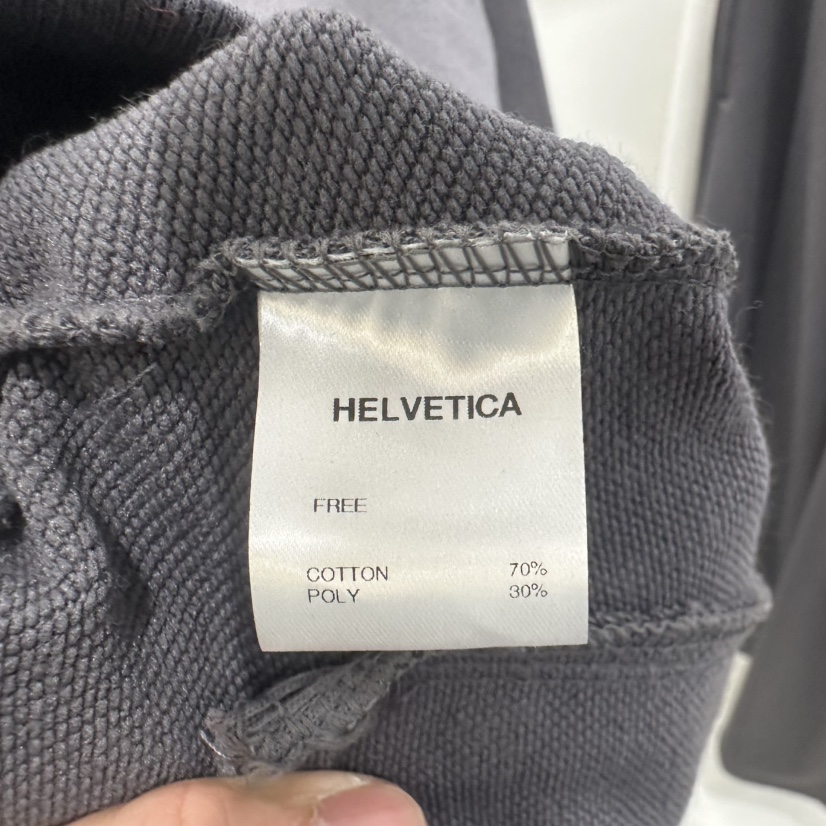 HELVETICA
FREE
COTTON 70%
POLY 30%